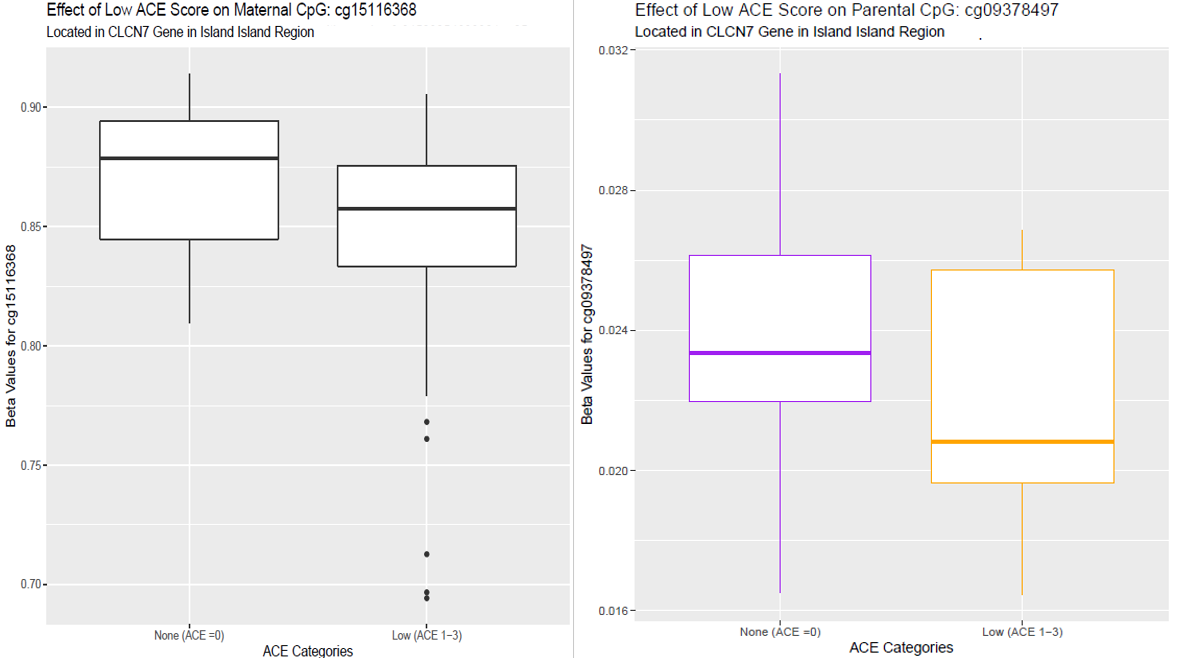 Effect of Low ACE Score on Maternal CpG: cg15116368
Located in CLCN7 Gene in Island Island Region
Beta Values for cg15116368
0.90
0.85
0.80
0.75
0.70
None (ACE =0)
Low (ACE 1−3)
ACE Categories
Effect of Low ACE Score on Parental CpG: cg09378497
Located in CLCN7 Gene in Island Island Region
Beta Values for cg09378497
0.032
0.028
0.024
0.020
0.016
None (ACE =0)
Low (ACE 1−3)
ACE Categories